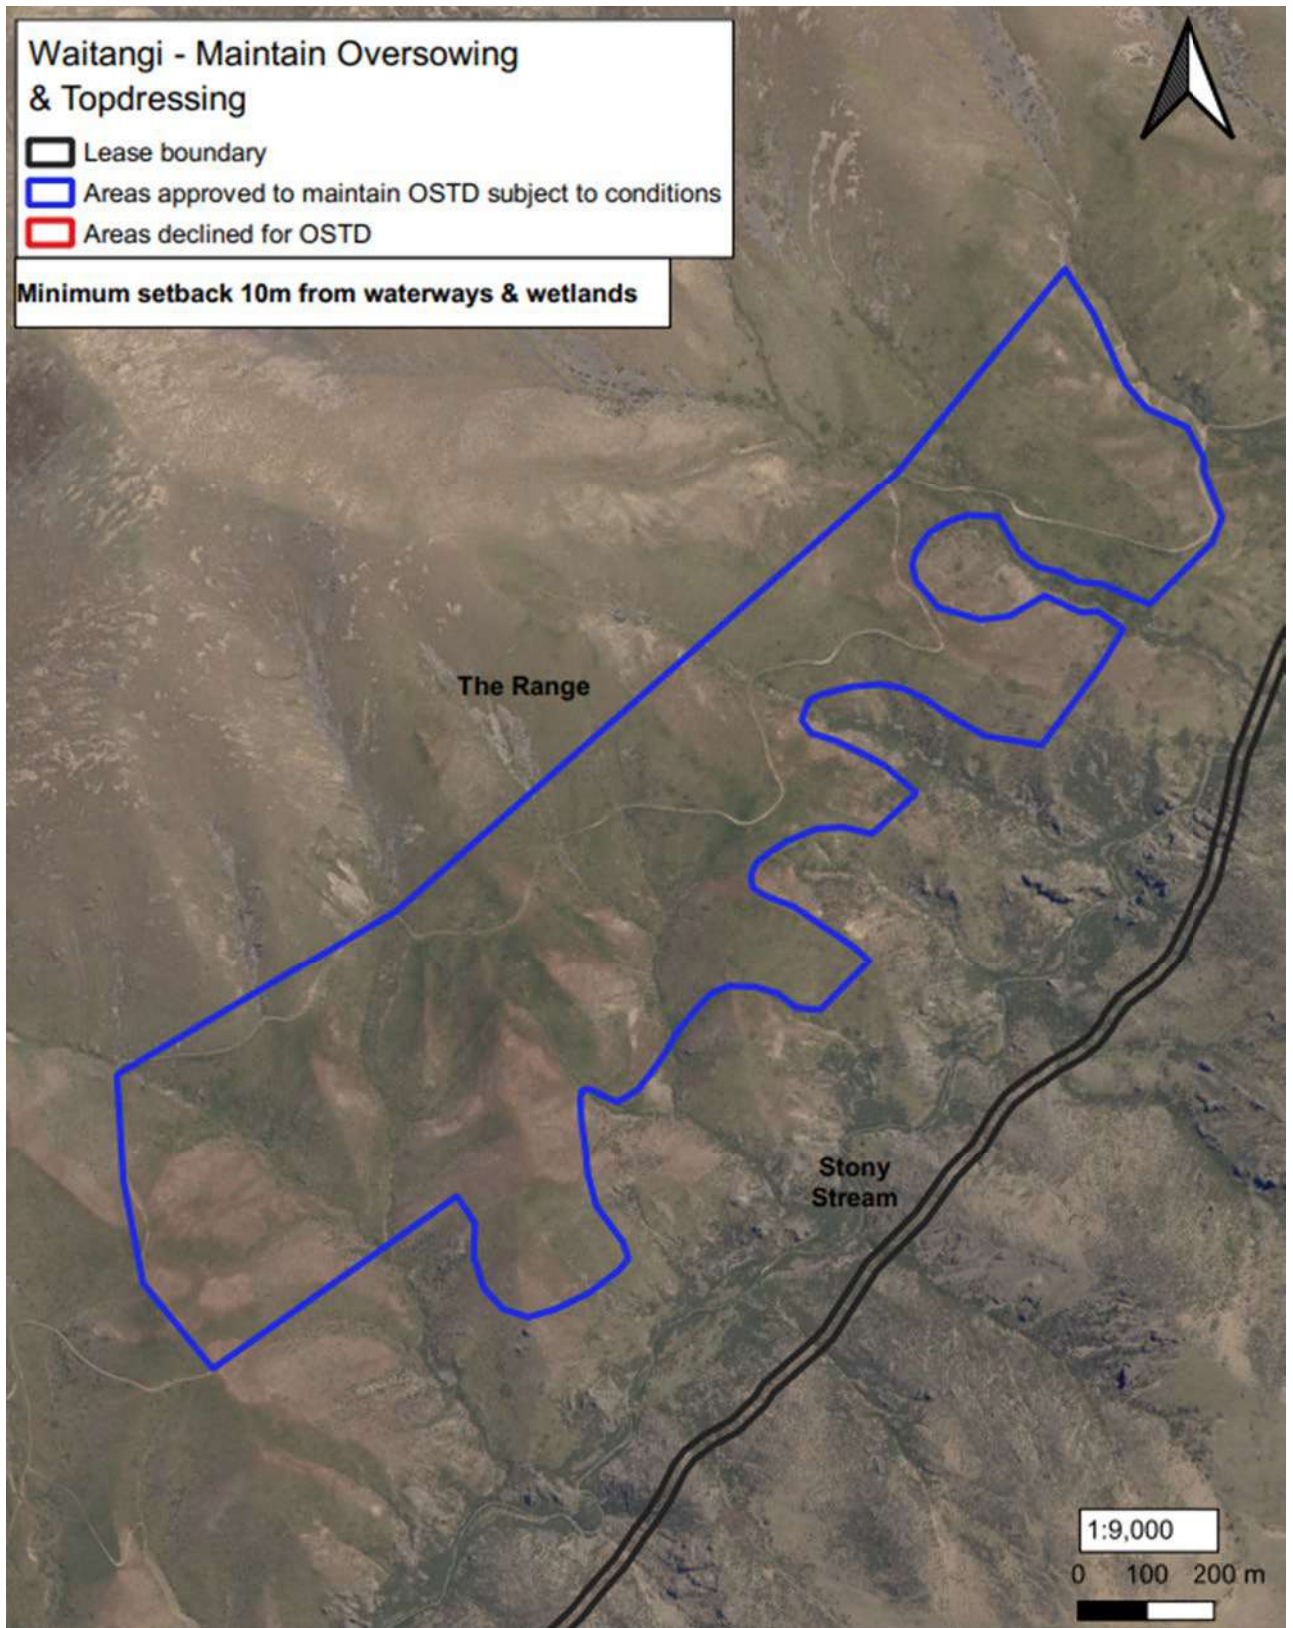 Waitangi - Maintain Oversowing
& Topdressing
Lease boundary
Areas approved to maintain OSTD subject to conditions
Areas declined for OSTD
Minimum setback 10m from waterways & wetlands
The Range
Stony
Stream
1:9,000
0 100 200 m